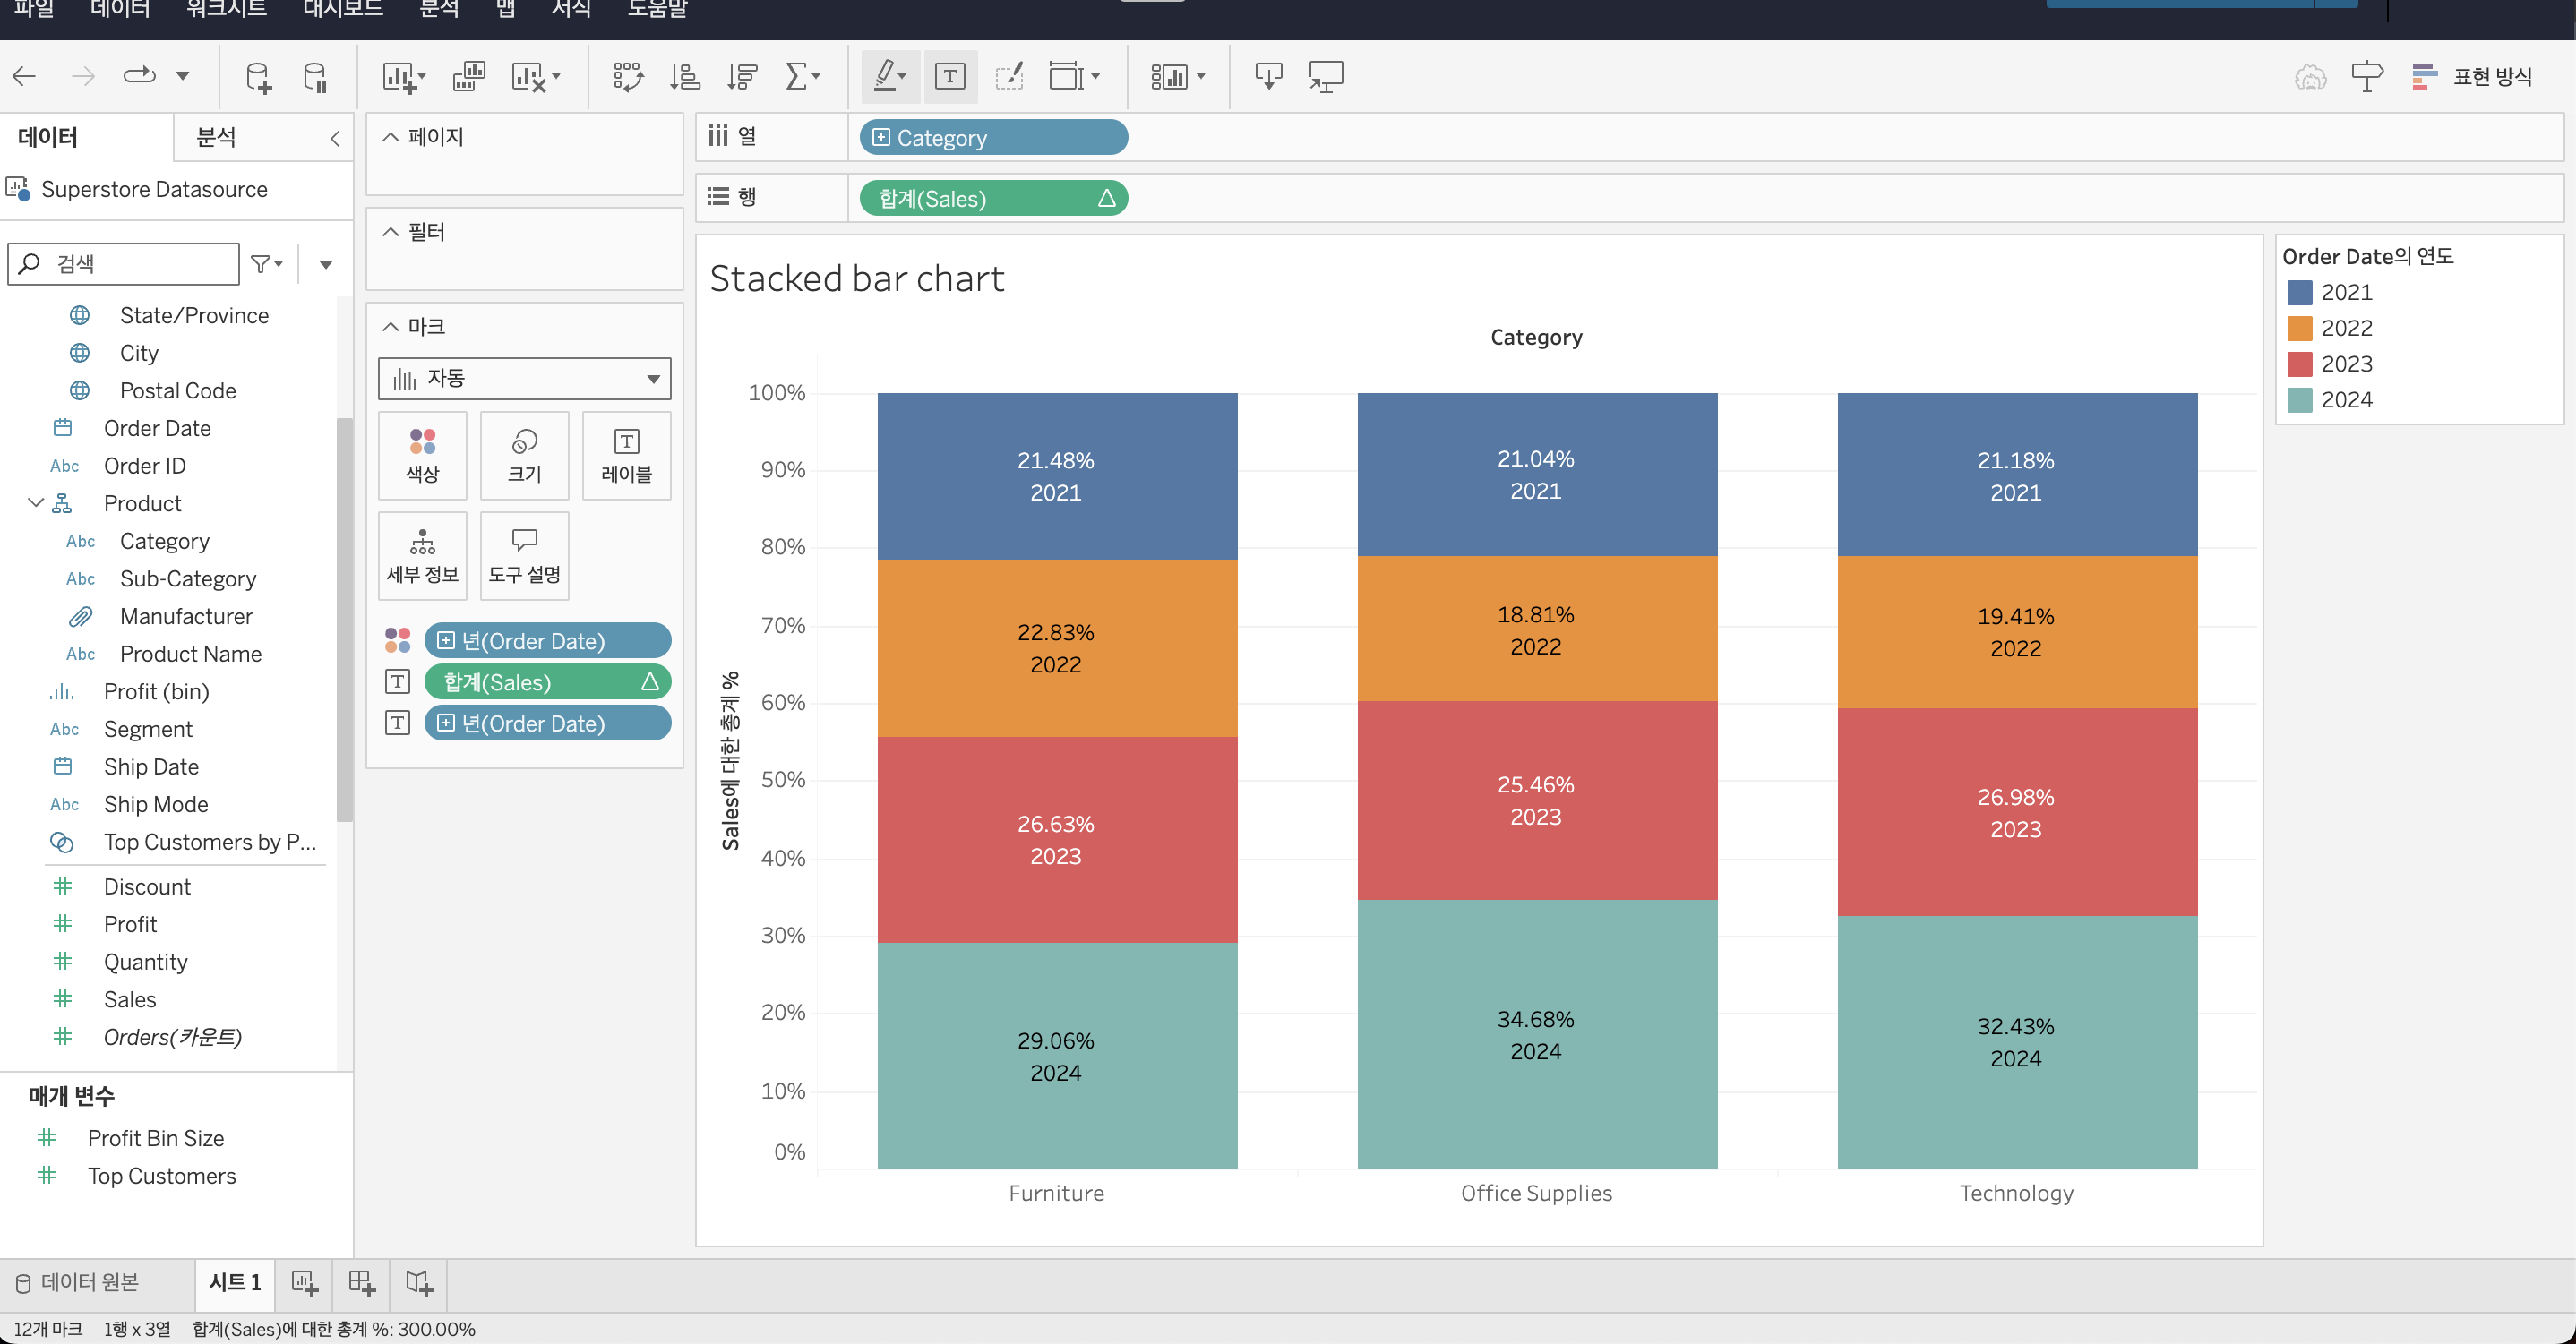 파일 데이터 워크시트 대시보드 분석 맵 서식 도움말
표현 방식
데이터 분석
Superstore Datasource
검색
State/Province
City
Postal Code
Order Date
Abc Order ID
Product
Abc Category
Abc Sub-Category
Manufacturer
Abc Product Name
Profit (bin)
Abc Segment
Ship Date
Abc Ship Mode
Top Customers by P...
Discount
Profit
Quantity
Sales
Orders(카운트)
매개 변수
Profit Bin Size
Top Customers
페이지
필터
마크
자동
색상 크기 레이블
세부 정보 도구 설명
년(Order Date)
합계(Sales)
년(Order Date)
열 Category
행 합계(Sales)
Stacked bar chart
Category
Sales에 대한 총계 %
100%
90%
80%
70%
60%
50%
40%
30%
20%
10%
0%
21.48%
2021
22.83%
2022
26.63%
2023
29.06%
2024
Furniture
21.04%
2021
18.81%
2022
25.46%
2023
34.68%
2024
Office Supplies
21.18%
2021
19.41%
2022
26.98%
2023
32.43%
2024
Technology
Order Date의 연도
2021
2022
2023
2024
데이터 원본 시트 1
12개 마크 1행 x 3열 합계(Sales)에 대한 총계 %: 300.00%